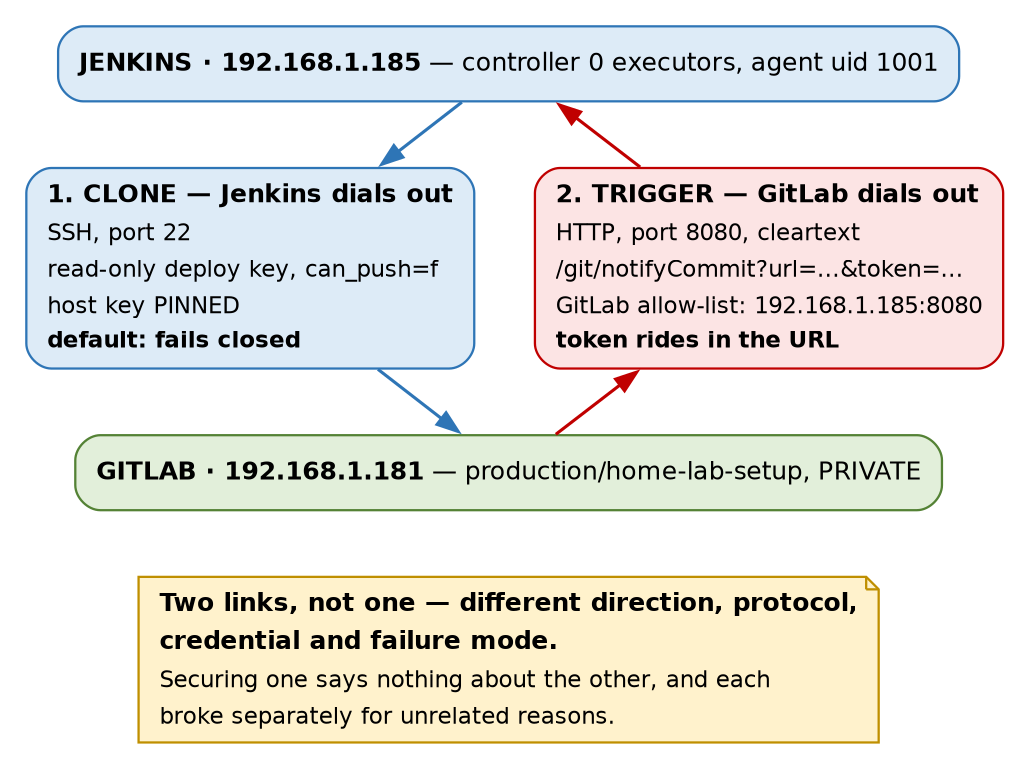 JENKINS · 192.168.1.185 — controller 0 executors, agent uid 1001
1. CLONE — Jenkins dials out
SSH, port 22
read-only deploy key, can_push=f
host key PINNED
default: fails closed
2. TRIGGER — GitLab dials out
HTTP, port 8080, cleartext
/git/notifyCommit?url=...&token=...
GitLab allow-list: 192.168.1.185:8080
token rides in the URL
GITLAB · 192.168.1.181 — production/home-lab-setup, PRIVATE
Two links, not one — different direction, protocol,
credential and failure mode.
Securing one says nothing about the other, and each
broke separately for unrelated reasons.